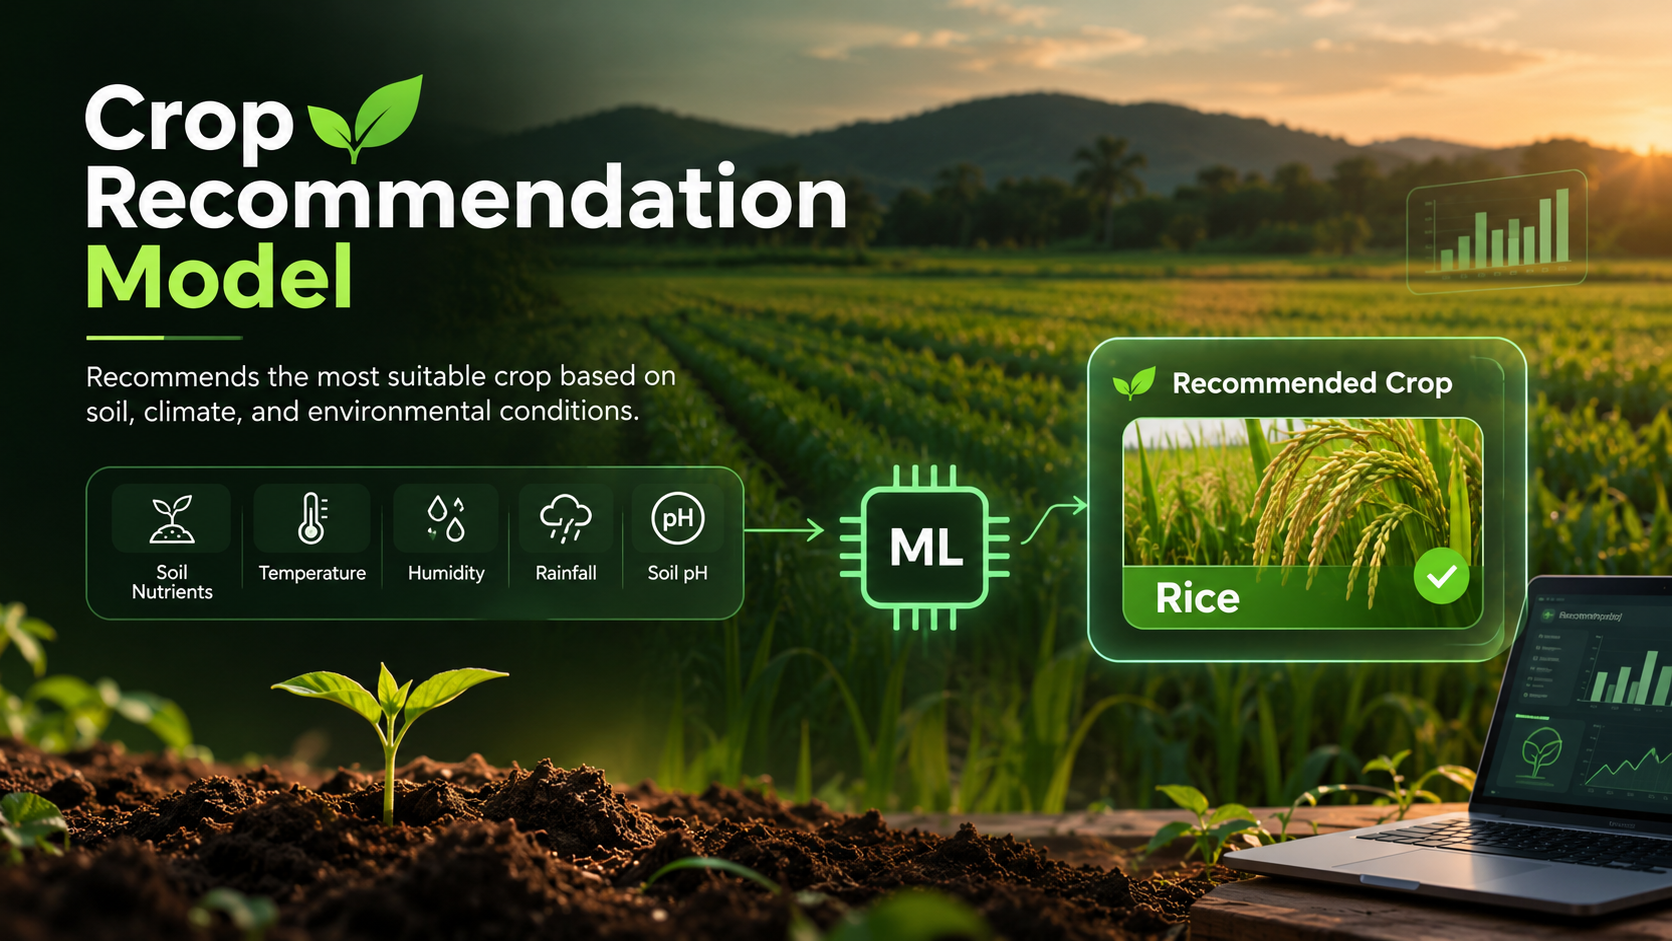 Crop
Recommendation
Model
Recommends the most suitable crop based on
soil, climate, and environmental conditions.
Soil
Nutrients
Temperature
Humidity
Rainfall
pH
Soil pH
ML
Recommended Crop
Rice